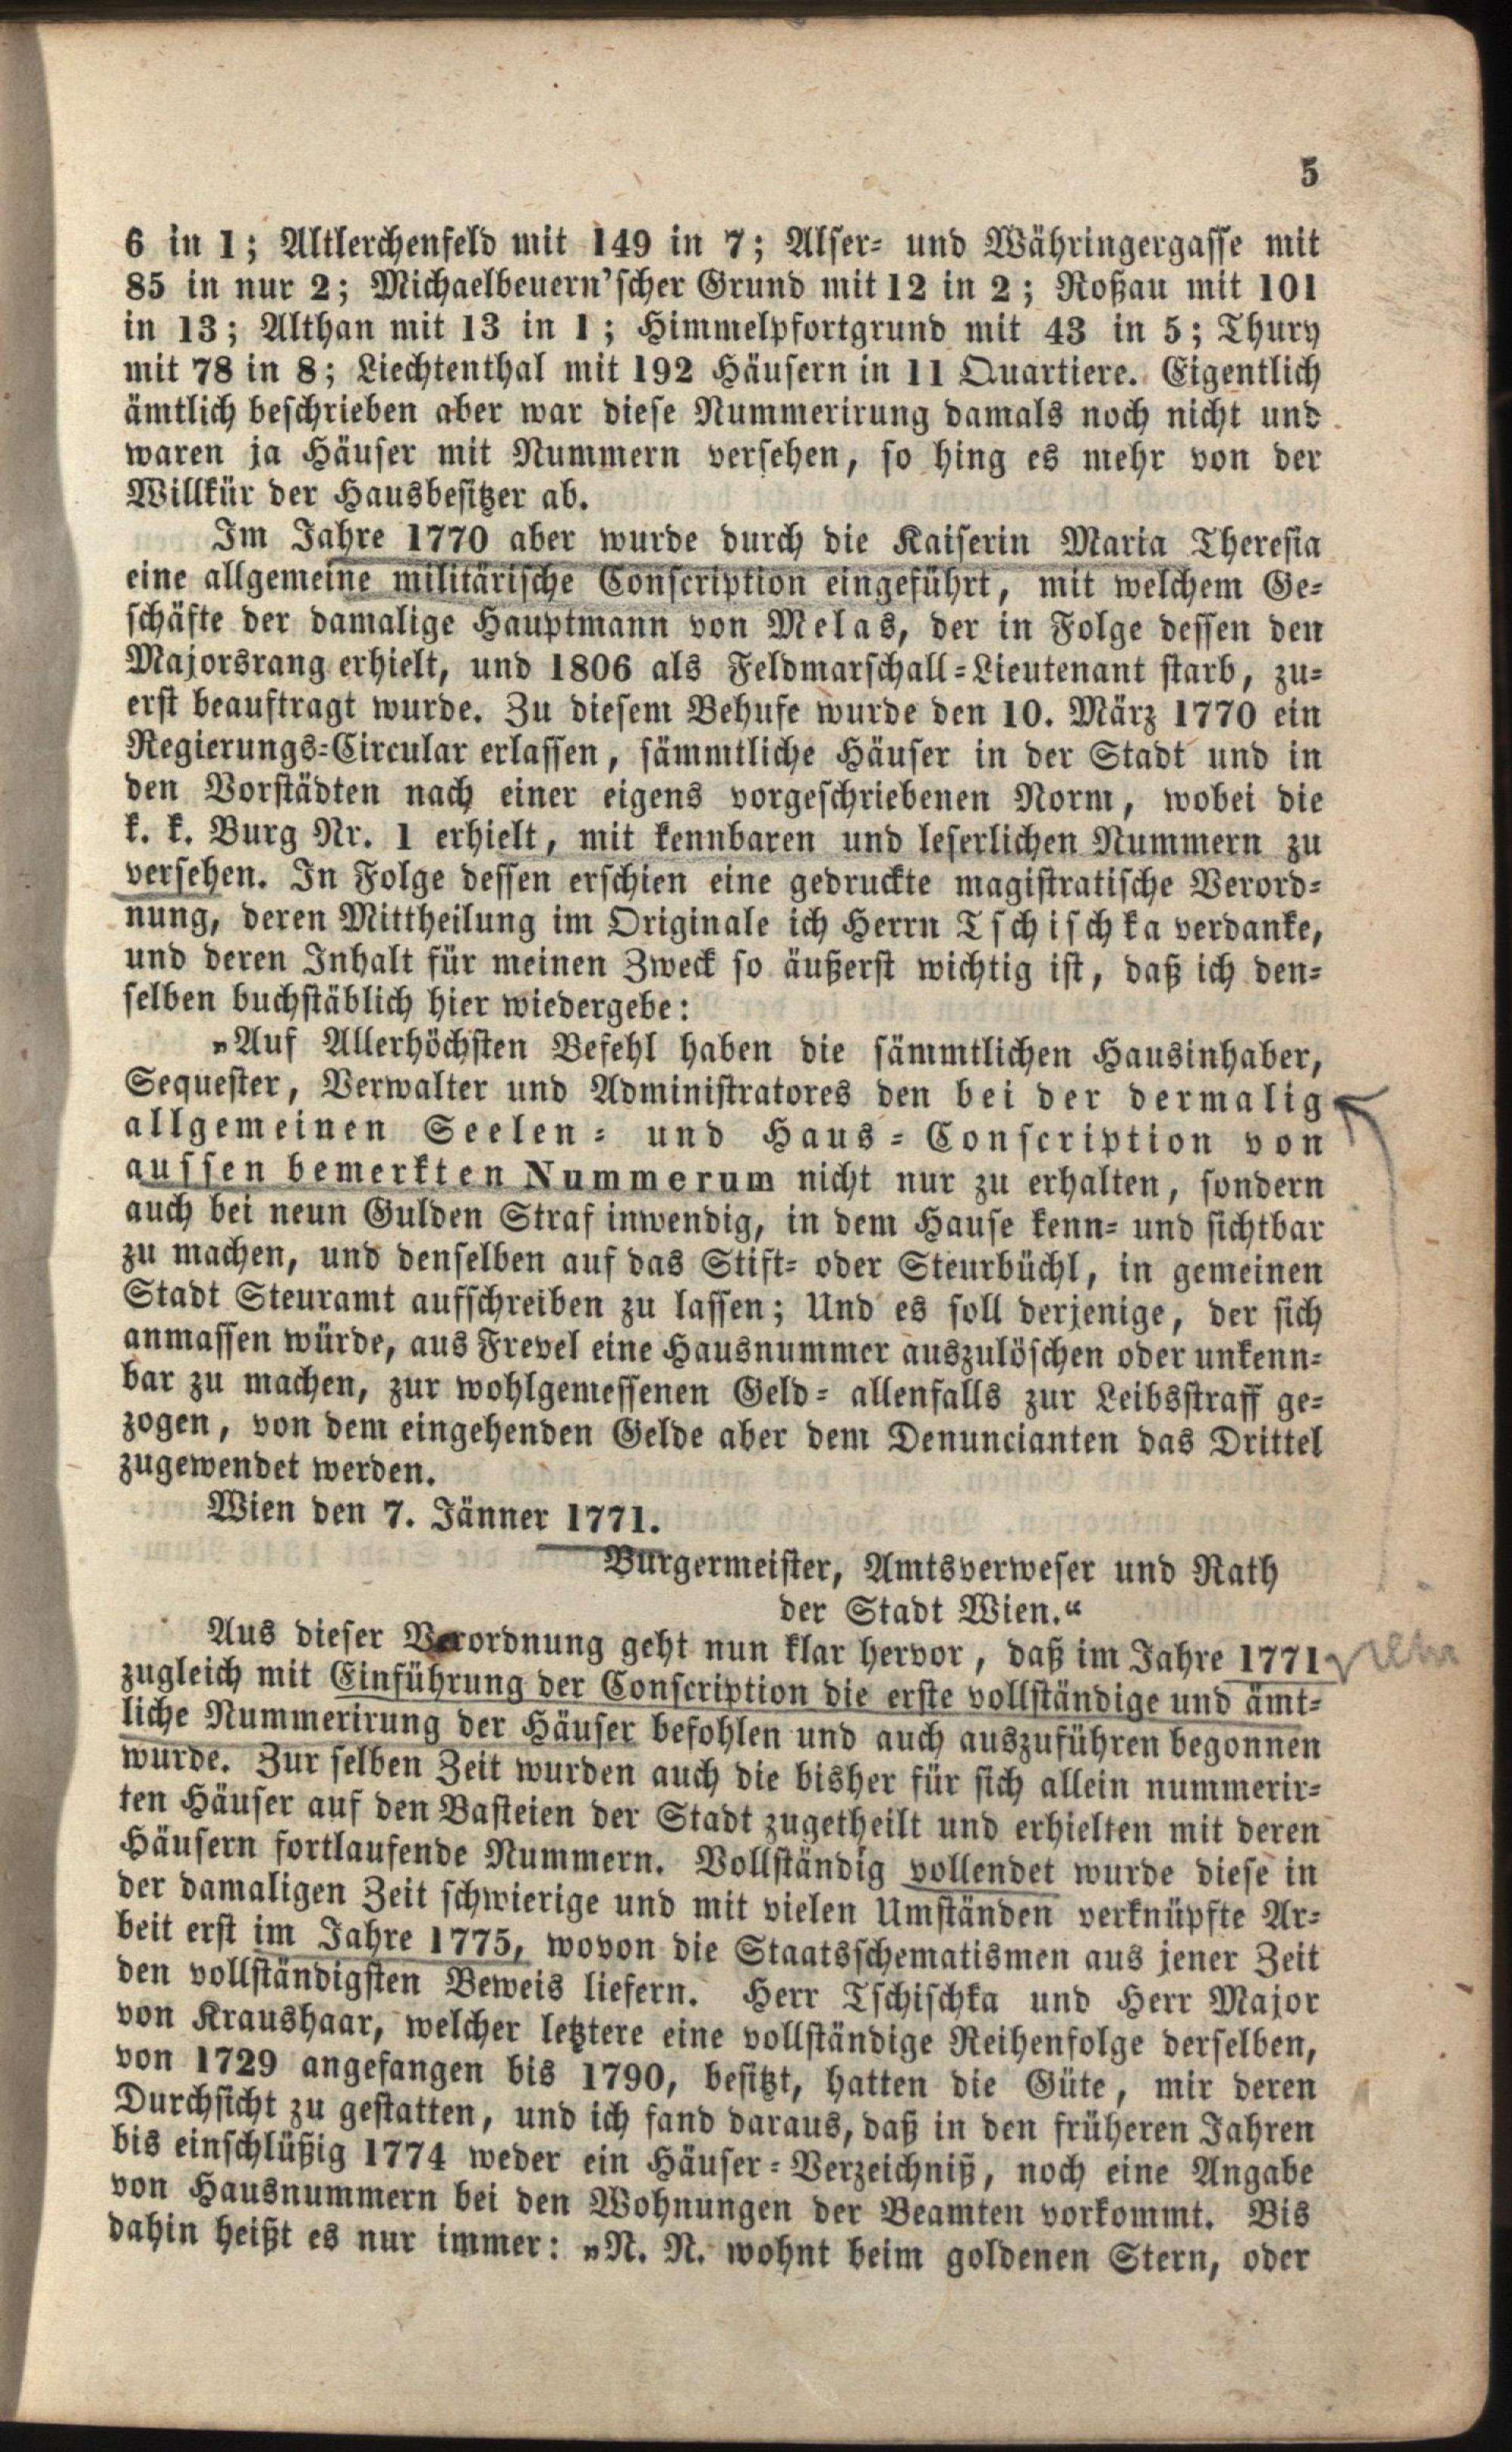 5
6 in 1; Altlerchenfeld mit 149 in 7; Alser- und Währingergasse mit
85 in nur 2; Michaelbeuern'scher Grund mit 12 in 2; Roßau mit 101
in 13; Althan mit 13 in 1; Himmelpfortgrund mit 43 in 5; Thury
mit 78 in 8; Liechtenthal mit 192 Häusern in 11 Quartiere. Eigentlich
ämtlich beschrieben aber war diese Nummerirung damals noch nicht und
waren ja Häuser mit Nummern versehen, so hing es mehr von der
Willkür der Hausbesitzer ab.
Im Jahre 1770 aber wurde durch die Kaiserin Maria Theresia
eine allgemeine militärische Conscription eingeführt, mit welchem Ge-
schäfte der damalige Hauptmann von Melas, der in Folge dessen den
Majorsrang erhielt, und 1806 als Feldmarschall-Lieutenant starb, zu-
erst beauftragt wurde. Zu diesem Behufe wurde den 10. März 1770 ein
Regierungs-Circular erlassen, sämmtliche Häuser in der Stadt und in
den Vorstädten nach einer eigens vorgeschriebenen Norm, wobei die
k. k. Burg Nr. 1 erhielt, mit kennbaren und leserlichen Nummern zu
versehen. In Folge dessen erschien eine gedruckte magistratische Verord-
nung, deren Mittheilung im Originale ich Herrn Tschischka verdanke,
und deren Inhalt für meinen Zweck so äußerst wichtig ist, daß ich den-
selben buchstäblich hier wiedergebe:
„Auf Allerhöchsten Befehl haben die sämmtlichen Hausinhaber,
Sequester, Verwalter und Administratores den bei der dermalig
allgemeinen Seelen- und Haus-Conscription von
aussen bemerkten Nummerum nicht nur zu erhalten, sondern
auch bei neun Gulden Straf inwendig, in dem Hause kenn- und sichtbar
zu machen, und denselben auf das Stift- oder Steurbüchl, in gemeinen
Stadt Steuramt aufschreiben zu lassen; Und es soll derjenige, der sich
anmassen würde, aus Frevel eine Hausnummer auszulöschen oder unkenn-
bar zu machen, zur wohlgemessenen Geld- allenfalls zur Leibsstraff ge-
zogen, von dem eingehenden Gelde aber dem Denuncianten das Drittel
zugewendet werden.
Wien den 7. Jänner 1771.
Burgermeister, Amtsverweser und Rath
der Stadt Wien.“
Aus dieser Verordnung geht nun klar hervor, daß im Jahre 1771
zugleich mit Einführung der Conscription die erste vollständige und ämt-
liche Nummerirung der Häuser befohlen und auch auszuführen begonnen
wurde. Zur selben Zeit wurden auch die bisher für sich allein nummerir-
ten Häuser auf den Basteien der Stadt zugetheilt und erhielten mit deren
Häusern fortlaufende Nummern. Vollständig vollendet wurde diese in
der damaligen Zeit schwierige und mit vielen Umständen verknüpfte Ar-
beit erst im Jahre 1775, wovon die Staatsschematismen aus jener Zeit
den vollständigsten Beweis liefern. Herr Tschischka und Herr Major
von Kraushaar, welcher letztere eine vollständige Reihenfolge derselben,
von 1729 angefangen bis 1790, besitzt, hatten die Güte, mir deren
Durchsicht zu gestatten, und ich fand daraus, daß in den früheren Jahren
bis einschlüßig 1774 weder ein Häuser-Verzeichniß, noch eine Angabe
von Hausnummern bei den Wohnungen der Beamten vorkommt. Bis
dahin heißt es nur immer: „N. N. wohnt beim goldenen Stern, oder